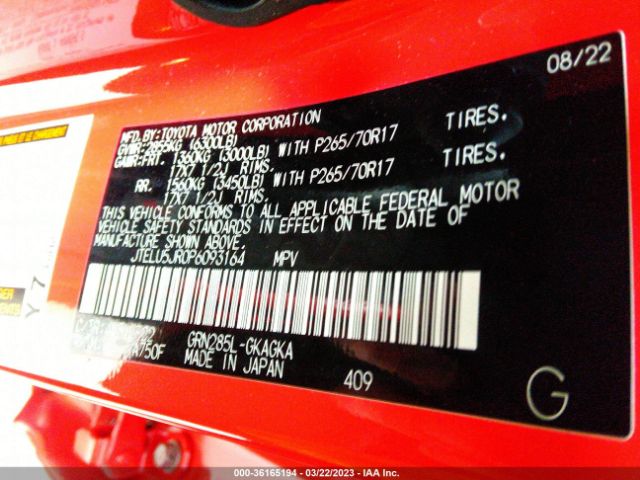 08/22
MFD.BY:TOYOTA MOTOR CORPORATION
GVWR:2855KG (6300LB)
GAWR:FRT. 1360KG (3000LB) WITH P265/70R17 TIRES.
17X7 1/2J RIMS.
RR. 1560KG (3450LB) WITH P265/70R17 TIRES.
17X7 1/2J RIMS.
THIS VEHICLE CONFORMS TO ALL APPLICABLE FEDERAL MOTOR
VEHICLE SAFETY STANDARDS IN EFFECT ON THE DATE OF
MANUFACTURE SHOWN ABOVE.
JTELU5JR0P6093164 MPV
GRN285L-GKAGKA
A750F MADE IN JAPAN
409
G
Y 7
000-36165194 - 03/22/2023 - IAA Inc.